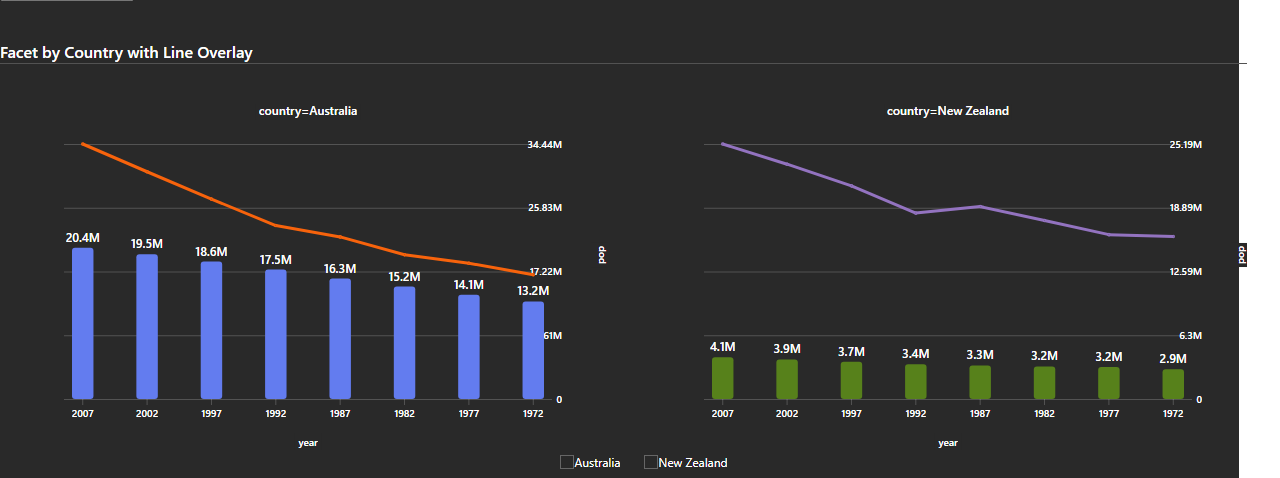 Facet by Country with Line Overlay
country=Australia
34.44M
25.83M
17.22M
61M
0
20.4M
19.5M
18.6M
17.5M
16.3M
15.2M
14.1M
13.2M
2007
2002
1997
1992
1987
1982
1977
1972
year
pop
country=New Zealand
25.19M
18.89M
12.59M
6.3M
0
4.1M
3.9M
3.7M
3.4M
3.3M
3.2M
3.2M
2.9M
2007
2002
1997
1992
1987
1982
1977
1972
year
pop
Australia
New Zealand